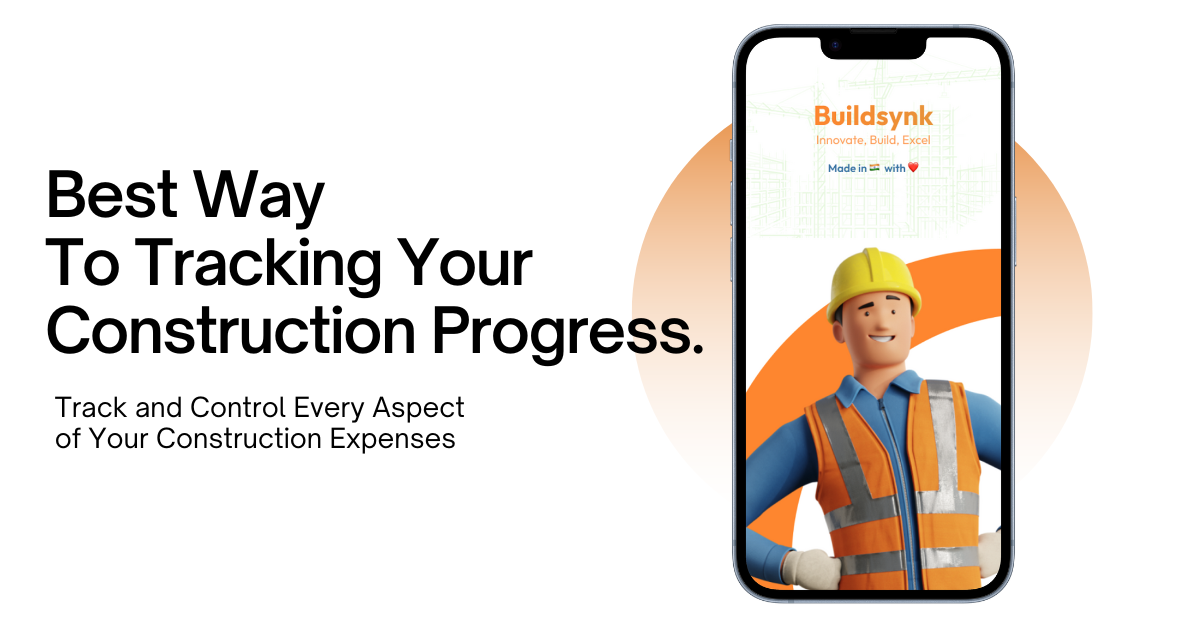 Best Way
To Tracking Your
Construction Progress.
Track and Control Every Aspect
of Your Construction Expenses
Buildsynk
Innovate, Build, Excel
Made in 🇮🇳 with ❤️